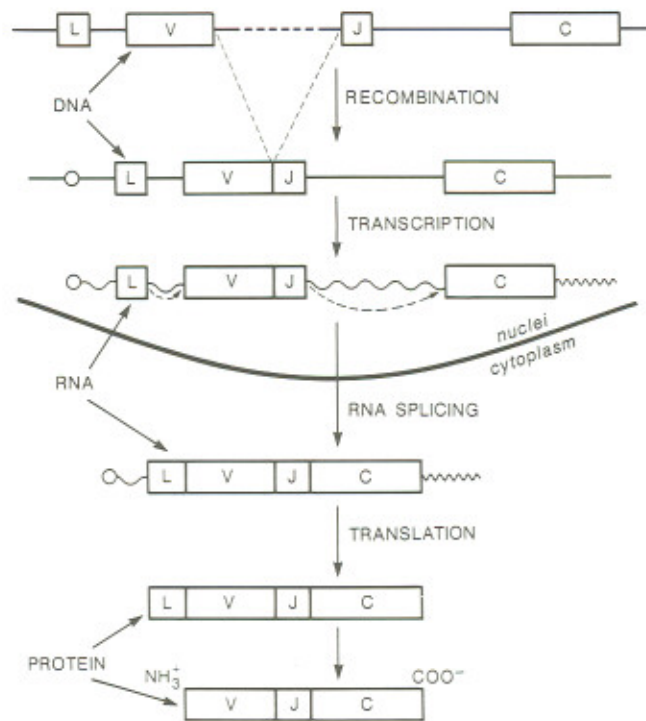 L V J C
DNA
RECOMBINATION
L V J C
TRANSCRIPTION
L V J C
nuclei
cytoplasm
RNA
RNA SPLICING
L V J C
TRANSLATION
L V J C
PROTEIN
NH₃⁺ COO⁻
V J C